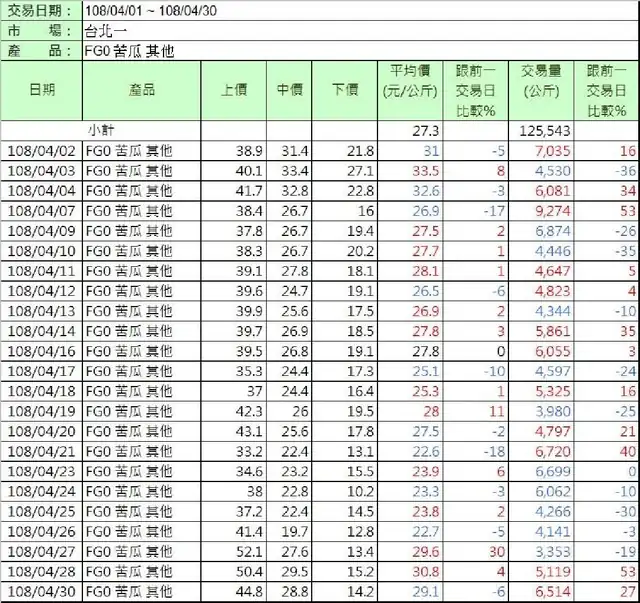 交易日期： 108/04/01 ~ 108/04/30
市 場： 台北一
產 品： FG0 苦瓜 其他
日期 產品 上價 中價 下價 平均價 (元/公斤) 跟前一交易日比較% 交易量 (公斤) 跟前一交易日比較%
小計 27.3 125,543
108/04/02 FG0 苦瓜 其他 38.9 31.4 21.8 31 -5 7,035 16
108/04/03 FG0 苦瓜 其他 40.1 33.4 27.1 33.5 8 4,530 -36
108/04/04 FG0 苦瓜 其他 41.7 32.8 22.8 32.6 -3 6,081 34
108/04/07 FG0 苦瓜 其他 38.4 26.7 16 26.9 -17 9,274 53
108/04/09 FG0 苦瓜 其他 37.8 26.7 19.4 27.5 2 6,874 -26
108/04/10 FG0 苦瓜 其他 38.3 26.7 20.2 27.7 1 4,446 -35
108/04/11 FG0 苦瓜 其他 39.1 27.8 18.1 28.1 1 4,647 5
108/04/12 FG0 苦瓜 其他 39.6 24.7 19.1 26.5 -6 4,823 4
108/04/13 FG0 苦瓜 其他 39.9 25.6 17.5 26.9 2 4,344 -10
108/04/14 FG0 苦瓜 其他 39.7 26.9 18.5 27.8 3 5,861 35
108/04/16 FG0 苦瓜 其他 39.5 26.8 19.1 27.8 0 6,055 3
108/04/17 FG0 苦瓜 其他 35.3 24.4 17.3 25.1 -10 4,597 -24
108/04/18 FG0 苦瓜 其他 37 24.4 16.4 25.3 1 5,325 16
108/04/19 FG0 苦瓜 其他 42.3 26 19.5 28 11 3,980 -25
108/04/20 FG0 苦瓜 其他 43.1 25.6 17.8 27.5 -2 4,797 21
108/04/21 FG0 苦瓜 其他 33.2 22.4 13.1 22.6 -18 6,720 40
108/04/23 FG0 苦瓜 其他 34.6 23.2 15.5 23.9 6 6,699 0
108/04/24 FG0 苦瓜 其他 38 22.8 10.2 23.3 -3 6,062 -10
108/04/25 FG0 苦瓜 其他 37.2 22.4 14.5 23.8 2 4,266 -30
108/04/26 FG0 苦瓜 其他 41.4 19.7 12.8 22.7 -5 4,141 -3
108/04/27 FG0 苦瓜 其他 52.1 27.6 13.4 29.6 30 3,353 -19
108/04/28 FG0 苦瓜 其他 50.4 29.5 15.2 30.8 4 5,119 53
108/04/30 FG0 苦瓜 其他 44.8 28.8 14.2 29.1 -6 6,514 27